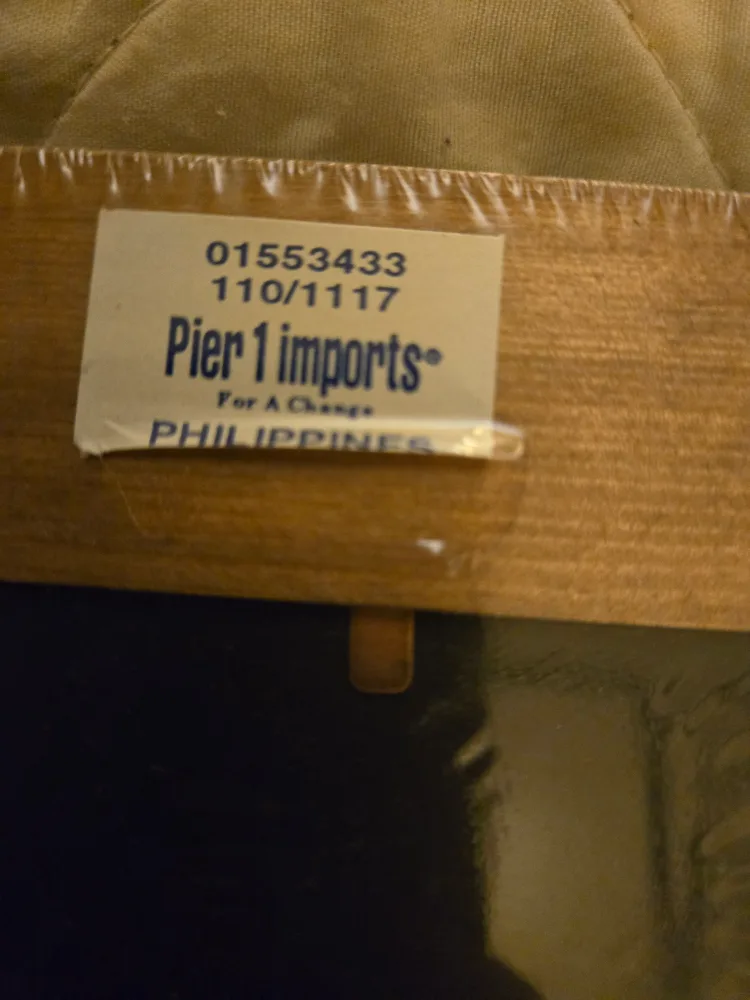 01553433
110/1117
Pier 1 imports®
For A Change
PHILIPPINES